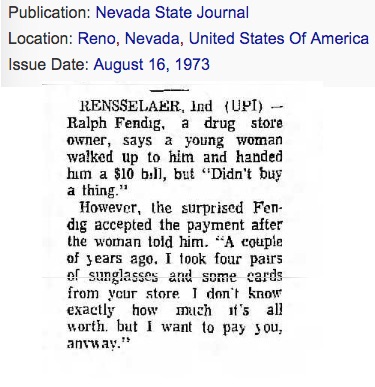 Publication: Nevada State Journal
Location: Reno, Nevada, United States Of America
Issue Date: August 16, 1973
RENSSELAER, Ind (UPI) —
Ralph Fendig, a drug store
owner, says a young woman
walked up to him and handed
him a $10 bill, but "Didn't buy
a thing."
However, the surprised Fen-
dig accepted the payment after
the woman told him. "A couple
of years ago. I took four pairs
of sunglasses and some cards
from your store I don't know
exactly how much it's all
worth. but I want to pay you,
anyway."